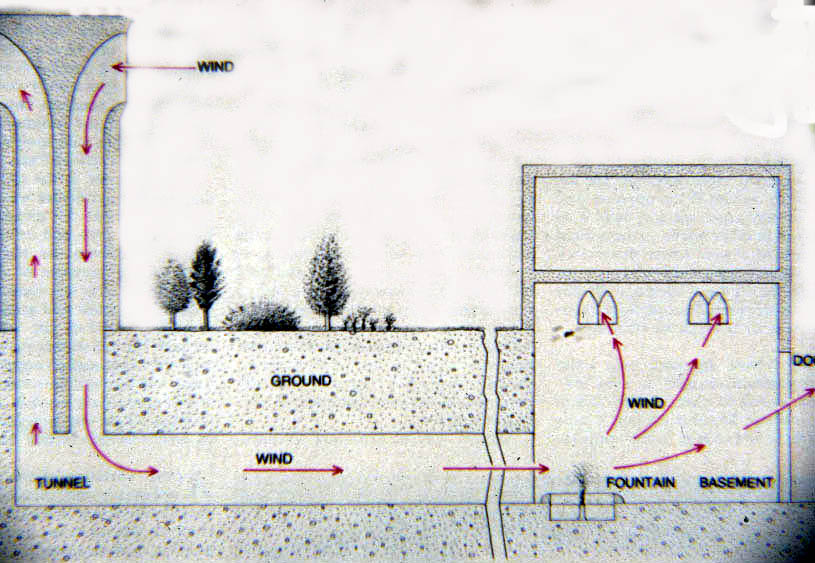 WIND
GROUND
WIND
WIND
TUNNEL
FOUNTAIN
BASEMENT